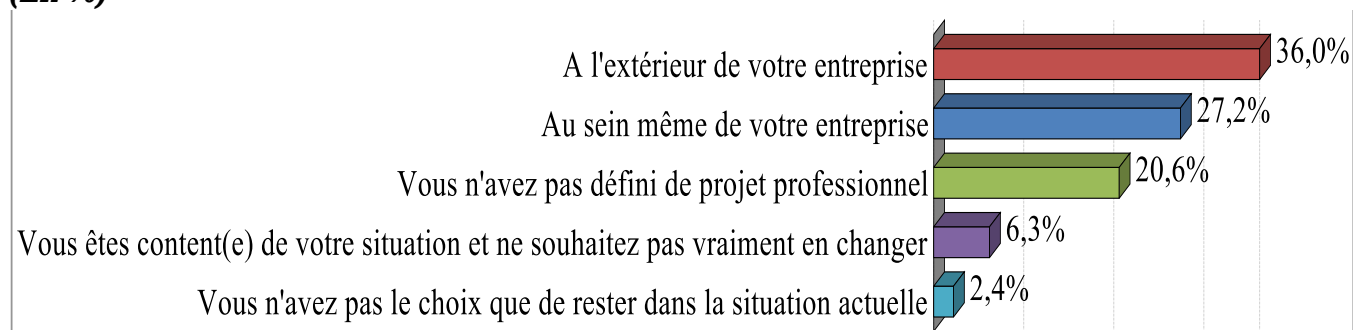 (En %)
A l'extérieur de votre entreprise 36,0%
Au sein même de votre entreprise 27,2%
Vous n'avez pas défini de projet professionnel 20,6%
Vous êtes content(e) de votre situation et ne souhaitez pas vraiment en changer 6,3%
Vous n'avez pas le choix que de rester dans la situation actuelle 2,4%